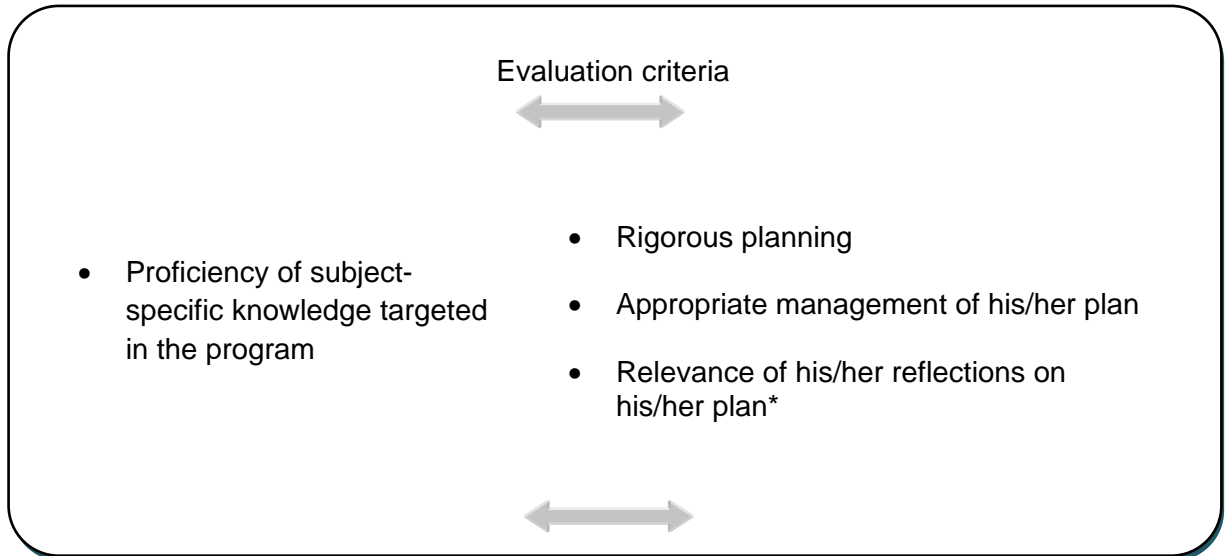 Evaluation criteria
• Proficiency of subject-
specific knowledge targeted
in the program
• Rigorous planning
• Appropriate management of his/her plan
• Relevance of his/her reflections on
his/her plan*